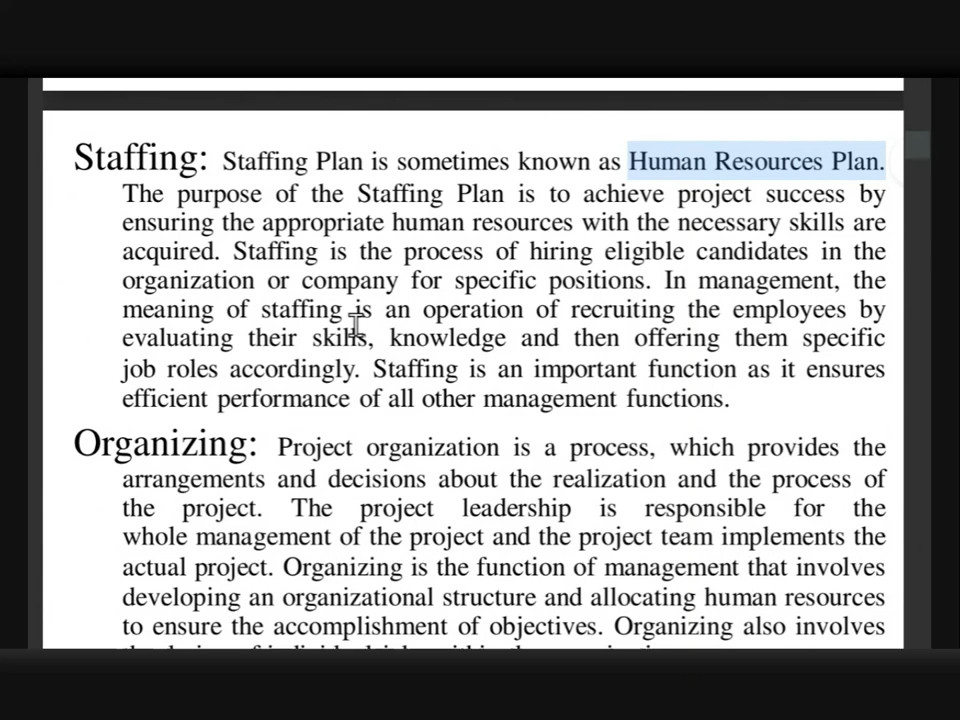 Staffing: Staffing Plan is sometimes known as Human Resources Plan.
The purpose of the Staffing Plan is to achieve project success by
ensuring the appropriate human resources with the necessary skills are
acquired. Staffing is the process of hiring eligible candidates in the
organization or company for specific positions. In management, the
meaning of staffing is an operation of recruiting the employees by
evaluating their skills, knowledge and then offering them specific
job roles accordingly. Staffing is an important function as it ensures
efficient performance of all other management functions.
Organizing: Project organization is a process, which provides the
arrangements and decisions about the realization and the process of
the project. The project leadership is responsible for the
whole management of the project and the project team implements the
actual project. Organizing is the function of management that involves
developing an organizational structure and allocating human resources
to ensure the accomplishment of objectives. Organizing also involves